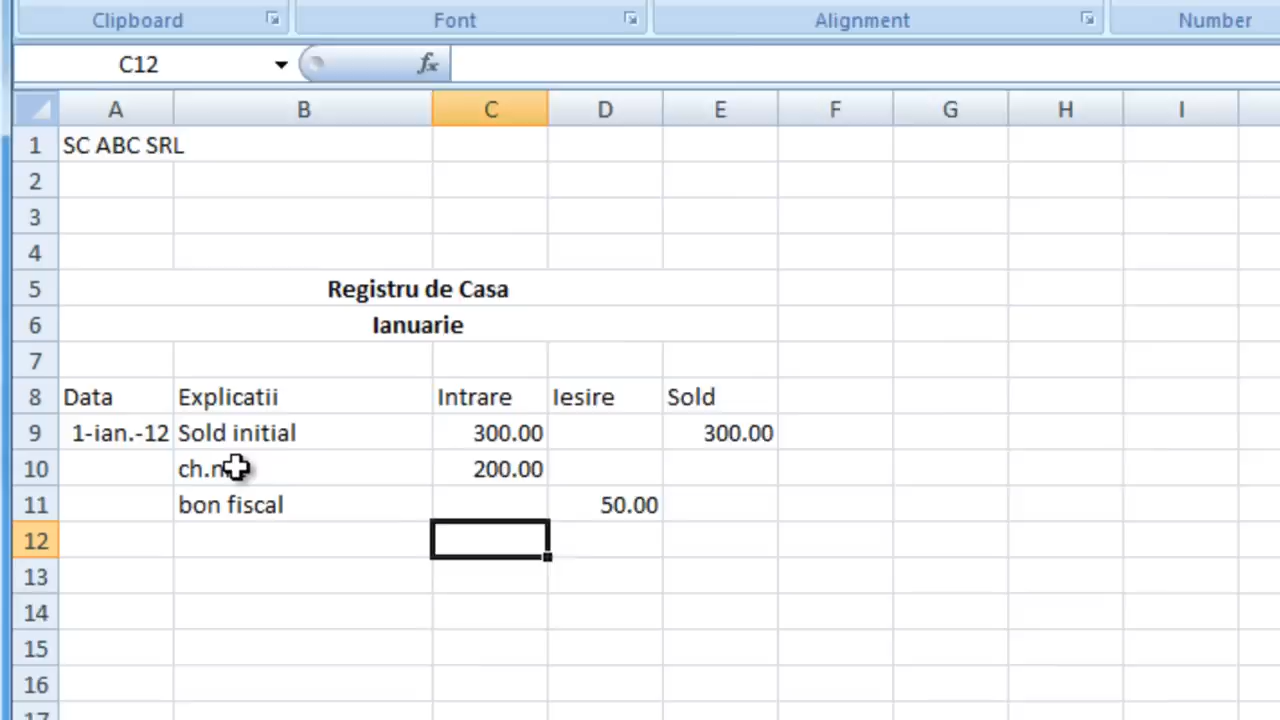 Clipboard Font Alignment Number
C12 fx
A B C D E F G H I
1 SC ABC SRL
2
3
4
5 Registru de Casa
6 Ianuarie
7
8 Data Explicatii Intrare Iesire Sold
9 1-ian.-12 Sold initial 300.00 300.00
10 200.00
11 bon fiscal 50.00
12
13
14
15
16
17